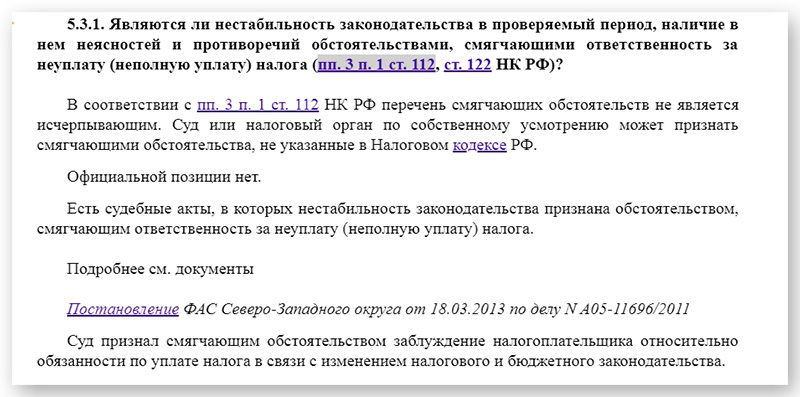 5.3.1. Являются ли нестабильность законодательства в проверяемый период, наличие в
нем неясностей и противоречий обстоятельствами, смягчающими ответственность за
неуплату (неполную уплату) налога (пп. 3 п. 1 ст. 112, ст. 122 НК РФ)?
В соответствии с пп. 3 п. 1 ст. 112 НК РФ перечень смягчающих обстоятельств не является
исчерпывающим. Суд или налоговый орган по собственному усмотрению может признать
смягчающими обстоятельства, не указанные в Налоговом кодексе РФ.
Официальной позиции нет.
Есть судебные акты, в которых нестабильность законодательства признана обстоятельством,
смягчающим ответственность за неуплату (неполную уплату) налога.
Подробнее см. документы
Постановление ФАС Северо-Западного округа от 18.03.2013 по делу N А05-11696/2011
Суд признал смягчающим обстоятельством заблуждение налогоплательщика относительно
обязанности по уплате налога в связи с изменением налогового и бюджетного законодательства.